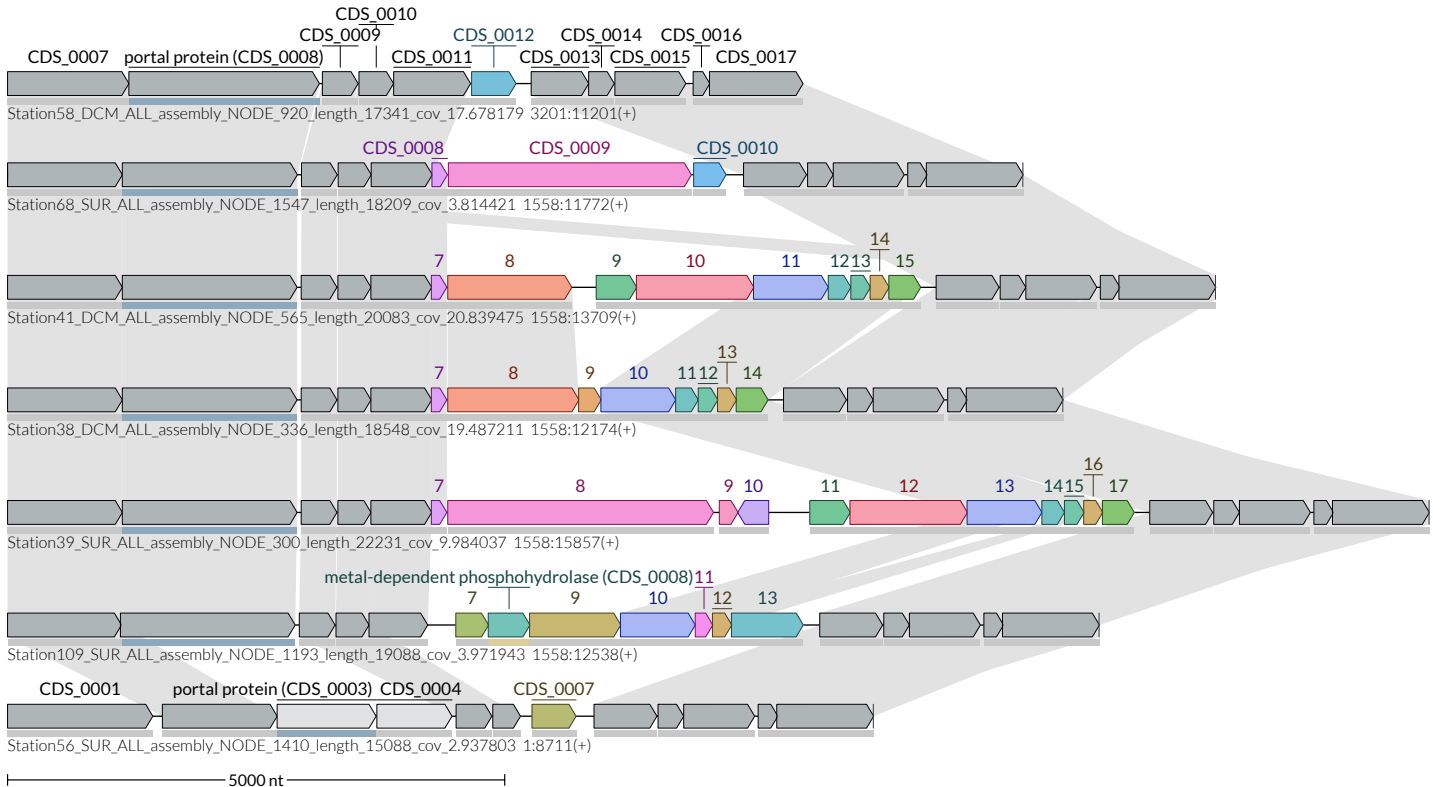 CDS_0010
CDS_0009 CDS_0012 CDS_0014 CDS_0016
CDS_0007 portal protein (CDS_0008) CDS_0011 CDS_0013 CDS_0015 CDS_0017
Station58_DCM_ALL_assembly_NODE_920_length_17341_cov_17.678179 3201:11201(+)
CDS_0008 CDS_0009 CDS_0010
Station68_SUR_ALL_assembly_NODE_1547_length_18209_cov_3.814421 1558:11772(+)
14
7 8 9 10 11 12 13 15
Station41_DCM_ALL_assembly_NODE_565_length_20083_cov_20.839475 1558:13709(+)
13
7 8 9 10 11 12 14
Station38_DCM_ALL_assembly_NODE_336_length_18548_cov_19.487211 1558:12174(+)
16
7 8 9 10 11 12 13 14 15 17
Station39_SUR_ALL_assembly_NODE_300_length_22231_cov_9.984037 1558:15857(+)
metal-dependent phosphohydrolase (CDS_0008) 11
7 9 10 12 13
Station109_SUR_ALL_assembly_NODE_1193_length_19088_cov_3.971943 1558:12538(+)
CDS_0001 portal protein (CDS_0003) CDS_0004 CDS_0007
Station56_SUR_ALL_assembly_NODE_1410_length_15088_cov_2.937803 1:8711(+)
5000 nt